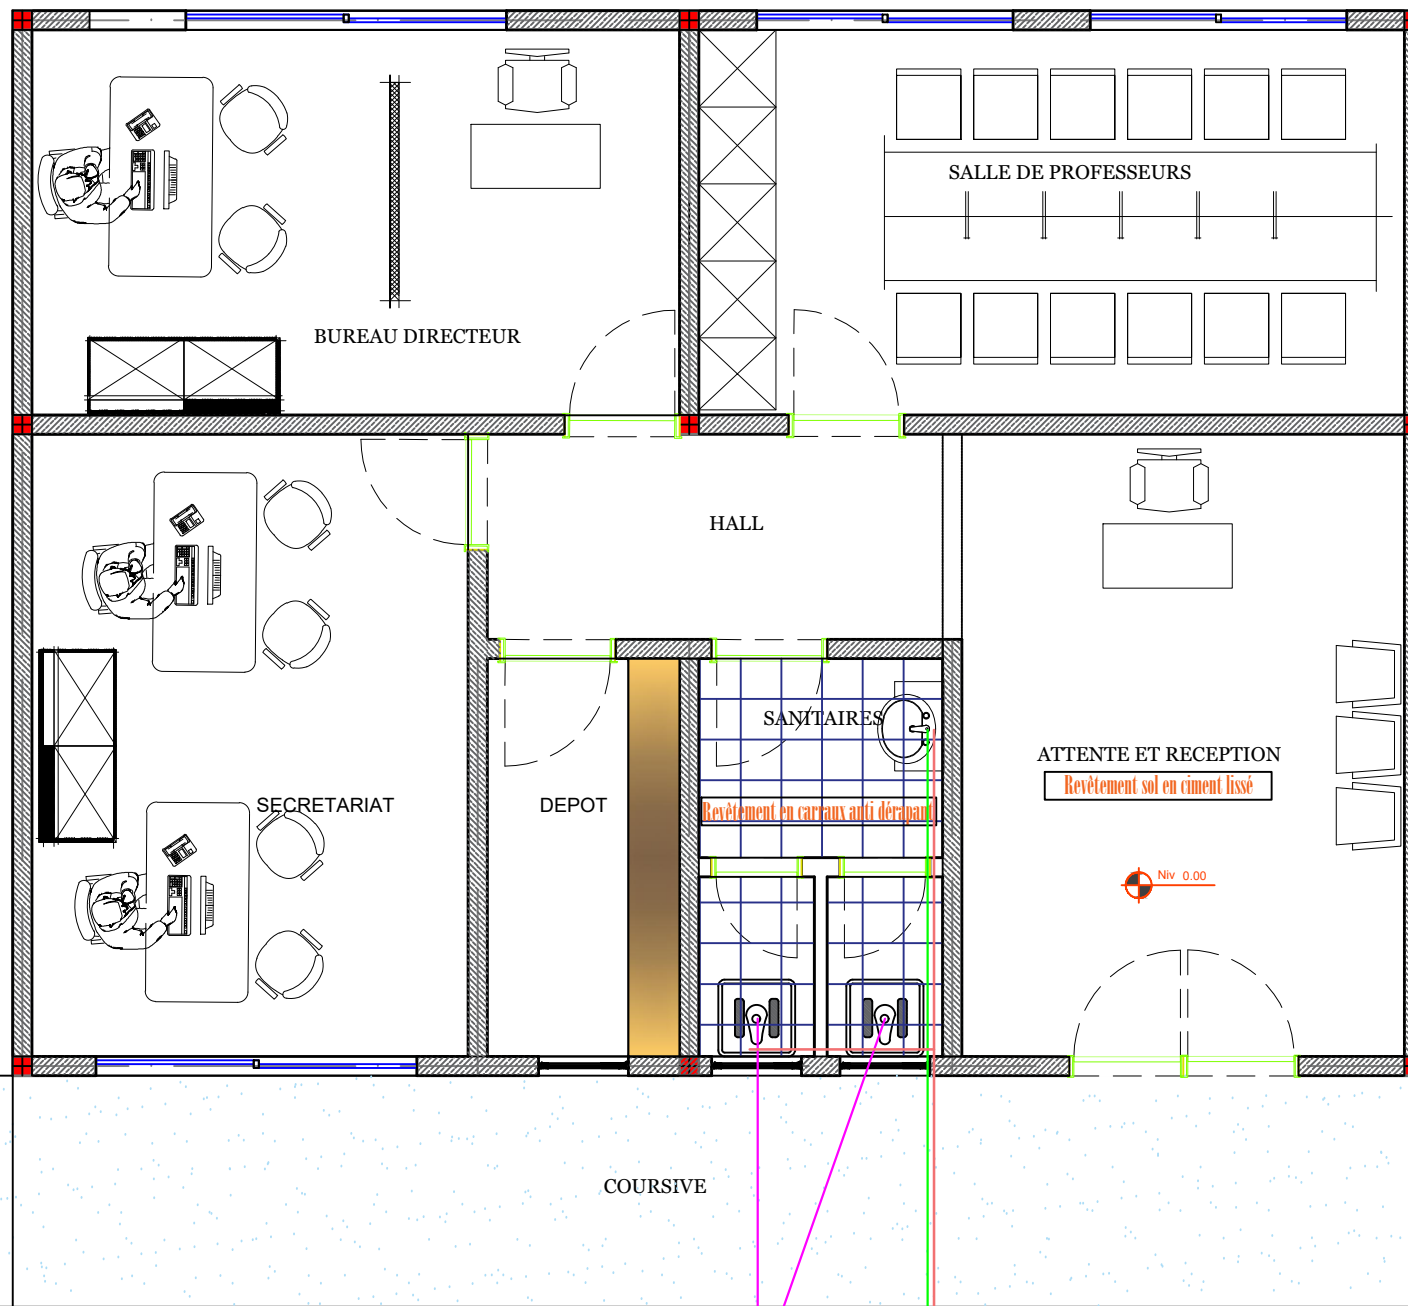 SALLE DE PROFESSEURS
BUREAU DIRECTEUR
HALL
SANITAIRES
ATTENTE ET RECEPTION
Revêtement sol en ciment lissé
SECRETARIAT
DEPOT
Revêtement en carraux anti dérapant
Niv 0.00
COURSIVE